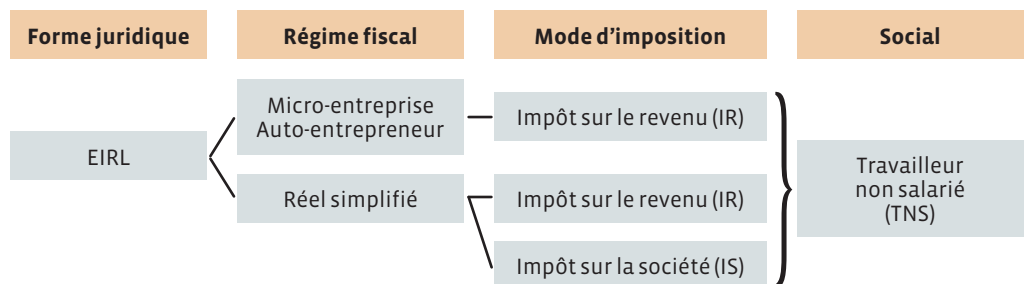 Forme juridique
Régime fiscal
Mode d’imposition
Social
EIRL
Micro-entreprise
Auto-entrepreneur
Réel simplifié
Impôt sur le revenu (IR)
Impôt sur le revenu (IR)
Impôt sur la société (IS)
Travailleur
non salarié
(TNS)